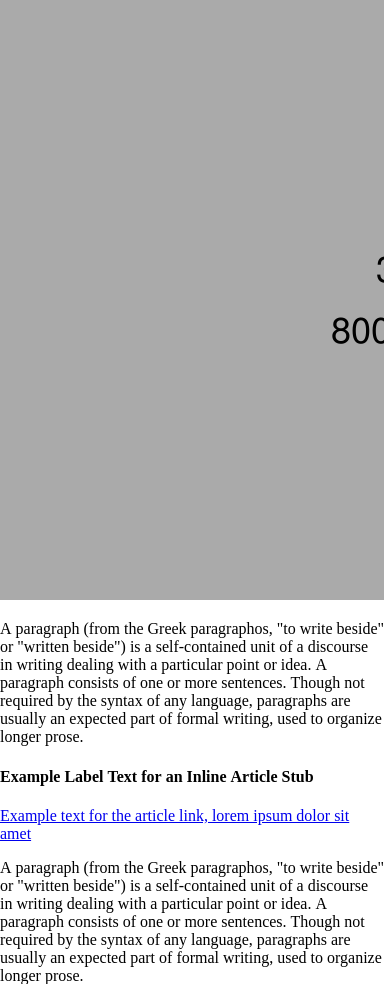 800
A paragraph (from the Greek paragraphos, "to write beside"
or "written beside") is a self-contained unit of a discourse
in writing dealing with a particular point or idea. A
paragraph consists of one or more sentences. Though not
required by the syntax of any language, paragraphs are
usually an expected part of formal writing, used to organize
longer prose.
Example Label Text for an Inline Article Stub
Example text for the article link, lorem ipsum dolor sit
amet
A paragraph (from the Greek paragraphos, "to write beside"
or "written beside") is a self-contained unit of a discourse
in writing dealing with a particular point or idea. A
paragraph consists of one or more sentences. Though not
required by the syntax of any language, paragraphs are
usually an expected part of formal writing, used to organize
longer prose.